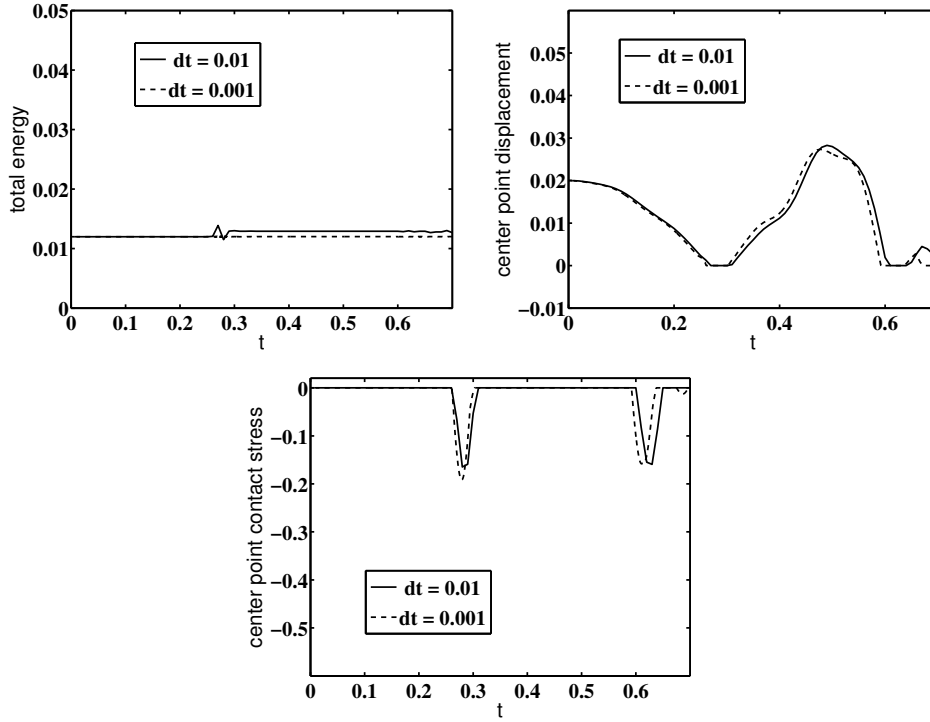 0.05
0.04
0.03
0.02
0.01
0
total energy
dt = 0.01
dt = 0.001
0 0.1 0.2 0.3 0.4 0.5 0.6
t
0.06
0.05
0.04
0.03
0.02
0.01
0
−0.01
center point displacement
dt = 0.01
dt = 0.001
0 0.2 0.4 0.6
t
0
−0.1
−0.2
−0.3
−0.4
−0.5
center point contact stress
dt = 0.01
dt = 0.001
0 0.1 0.2 0.3 0.4 0.5 0.6
t